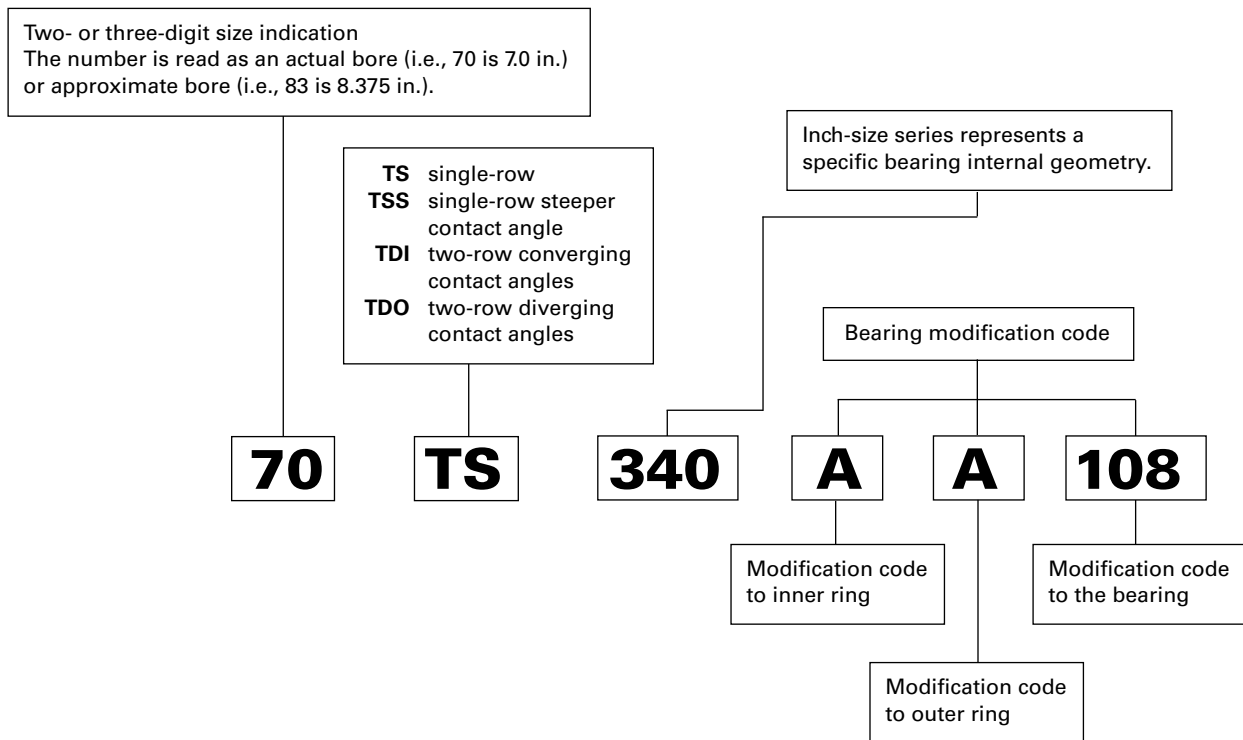 Two- or three-digit size indication
The number is read as an actual bore (i.e., 70 is 7.0 in.)
or approximate bore (i.e., 83 is 8.375 in.).
Inch-size series represents a
specific bearing internal geometry.
TS single-row
TSS single-row steeper
contact angle
TDI two-row converging
contact angles
TDO two-row diverging
contact angles
Bearing modification code
70 TS 340 A A 108
Modification code
to inner ring
Modification code
to the bearing
Modification code
to outer ring